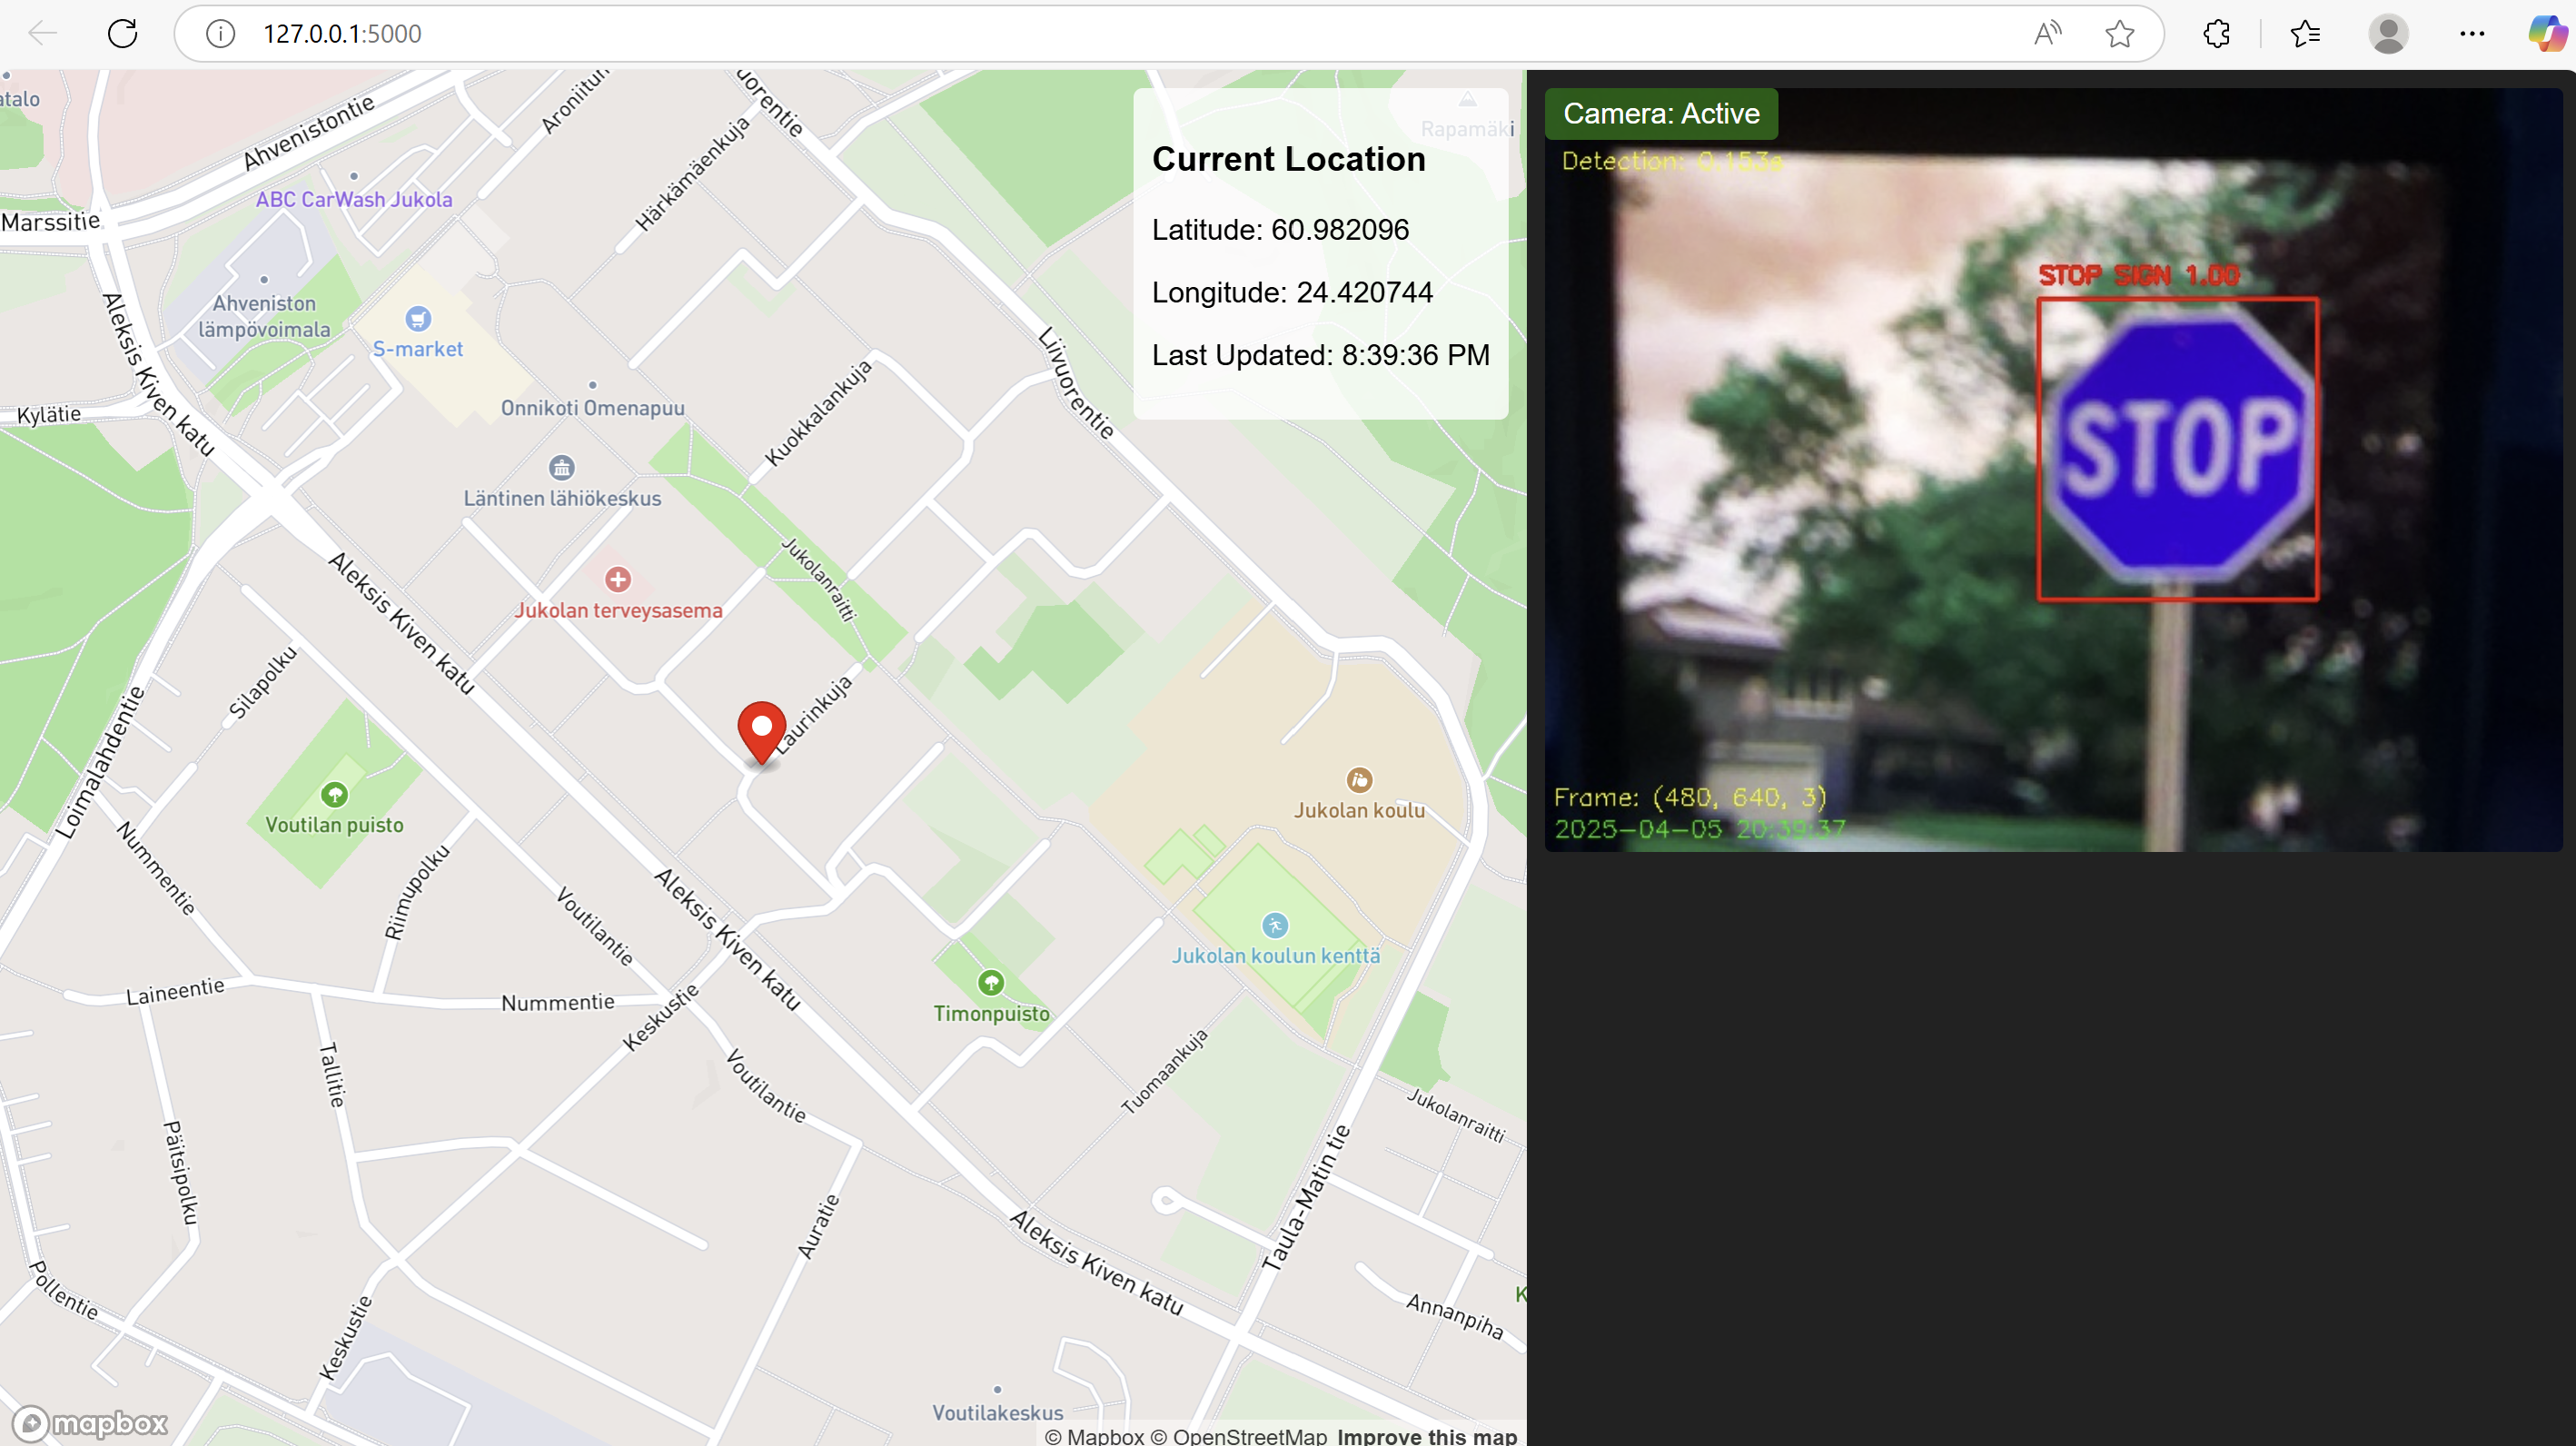 127.0.0.1:5000
atalo
Ahvenistontie
Aroniitun
uorentie
Härkämäenkuja
Rapamäki
ABC CarWash Jukola
Marssitie
Ahveniston
lämpövoimala
S-market
Aleksis Kiven katu
Kylätie
Onnikoti Omenapuu
Kuokkalankuja
Liivuorentie
Läntinen lähiökeskus
Jukolanraitti
Jukolan terveysasema
Aleksis Kiven katu
Silapolku
Laurinkuja
Loimalahdentie
Voutilan puisto
Jukolan koulu
Nummentie
Riimupolku
Voutilantie
Aleksis Kiven katu
Jukolan koulun kenttä
Laineentie
Nummentie
Keskustie
Timonpuisto
Tallitie
Voutilantie
Tuomaankuja
Jukolanraitti
Päitsipolku
Auratie
Taula-Matin tie
Aleksis Kiven katu
Pollentie
Keskustie
Annanpiha
K
Voutilakeskus
mapbox
© Mapbox © OpenStreetMap Improve this map
Current Location
Latitude: 60.982096
Longitude: 24.420744
Last Updated: 8:39:36 PM
Camera: Active
Detection: 0.153s
STOP SIGN 1.00
STOP
Frame: (480, 640, 3)
2025-04-05 20:39:37